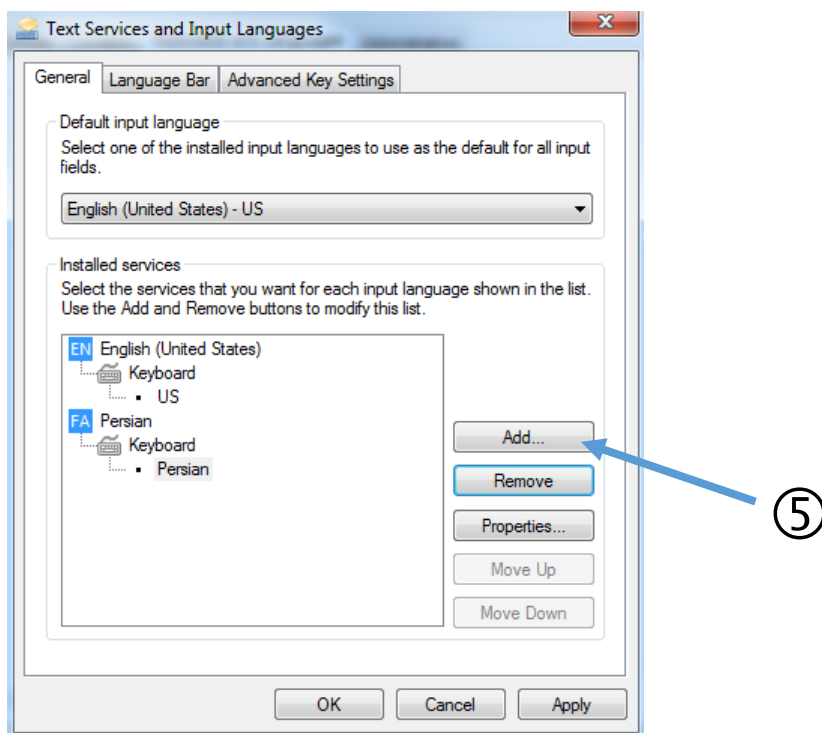 Text Services and Input Languages
General Language Bar Advanced Key Settings
Default input language
Select one of the installed input languages to use as the default for all input
fields.
English (United States) - US
Installed services
Select the services that you want for each input language shown in the list.
Use the Add and Remove buttons to modify this list.
EN English (United States)
Keyboard
US
FA Persian
Keyboard
Persian
Add...
Remove
Properties...
Move Up
Move Down
⑤
OK Cancel Apply